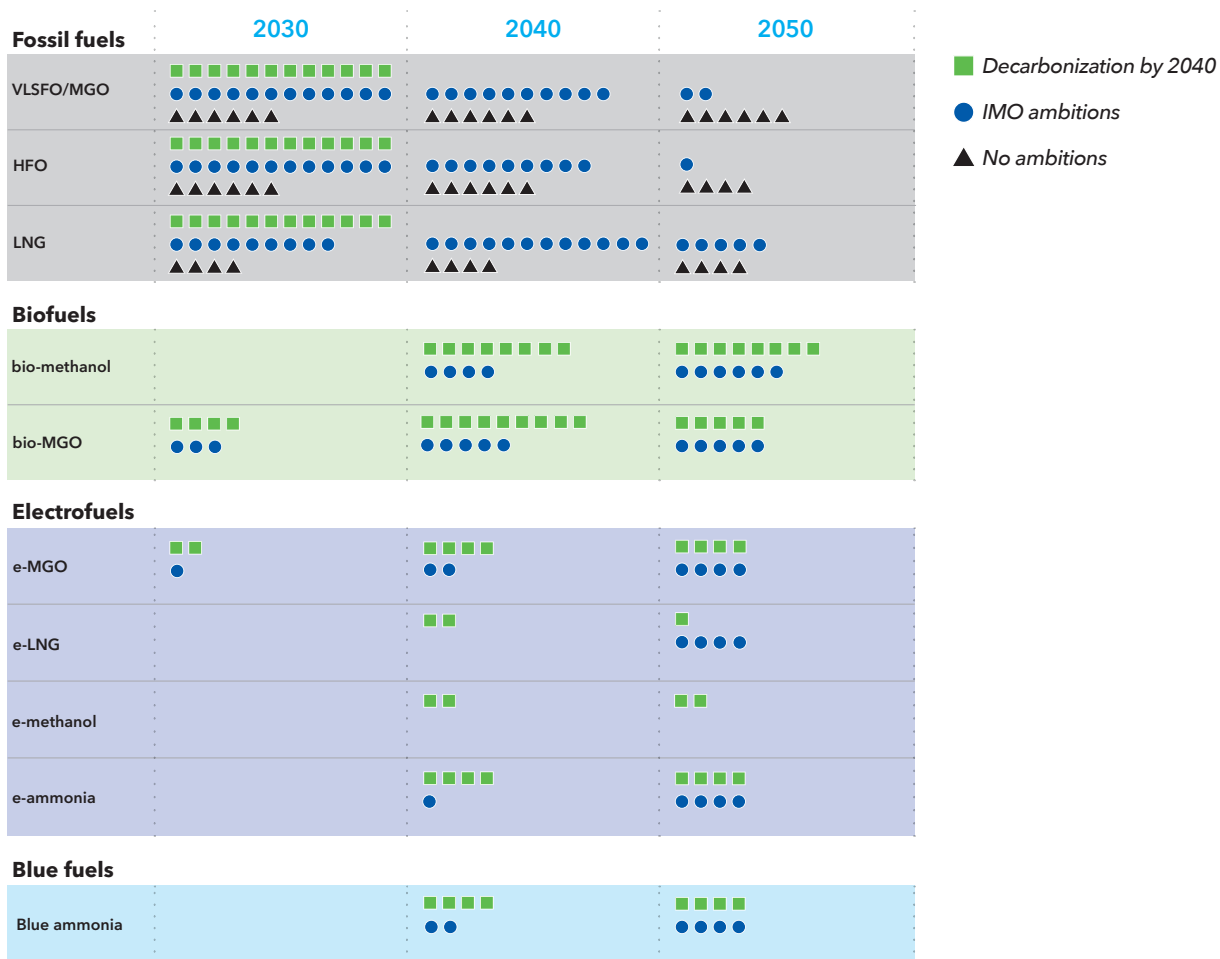 Fossil fuels
2030
2040
2050
VLSFO/MGO
HFO
LNG
Decarbonization by 2040
IMO ambitions
No ambitions
Biofuels
bio-methanol
bio-MGO
Electrofuels
e-MGO
e-LNG
e-methanol
e-ammonia
Blue fuels
Blue ammonia